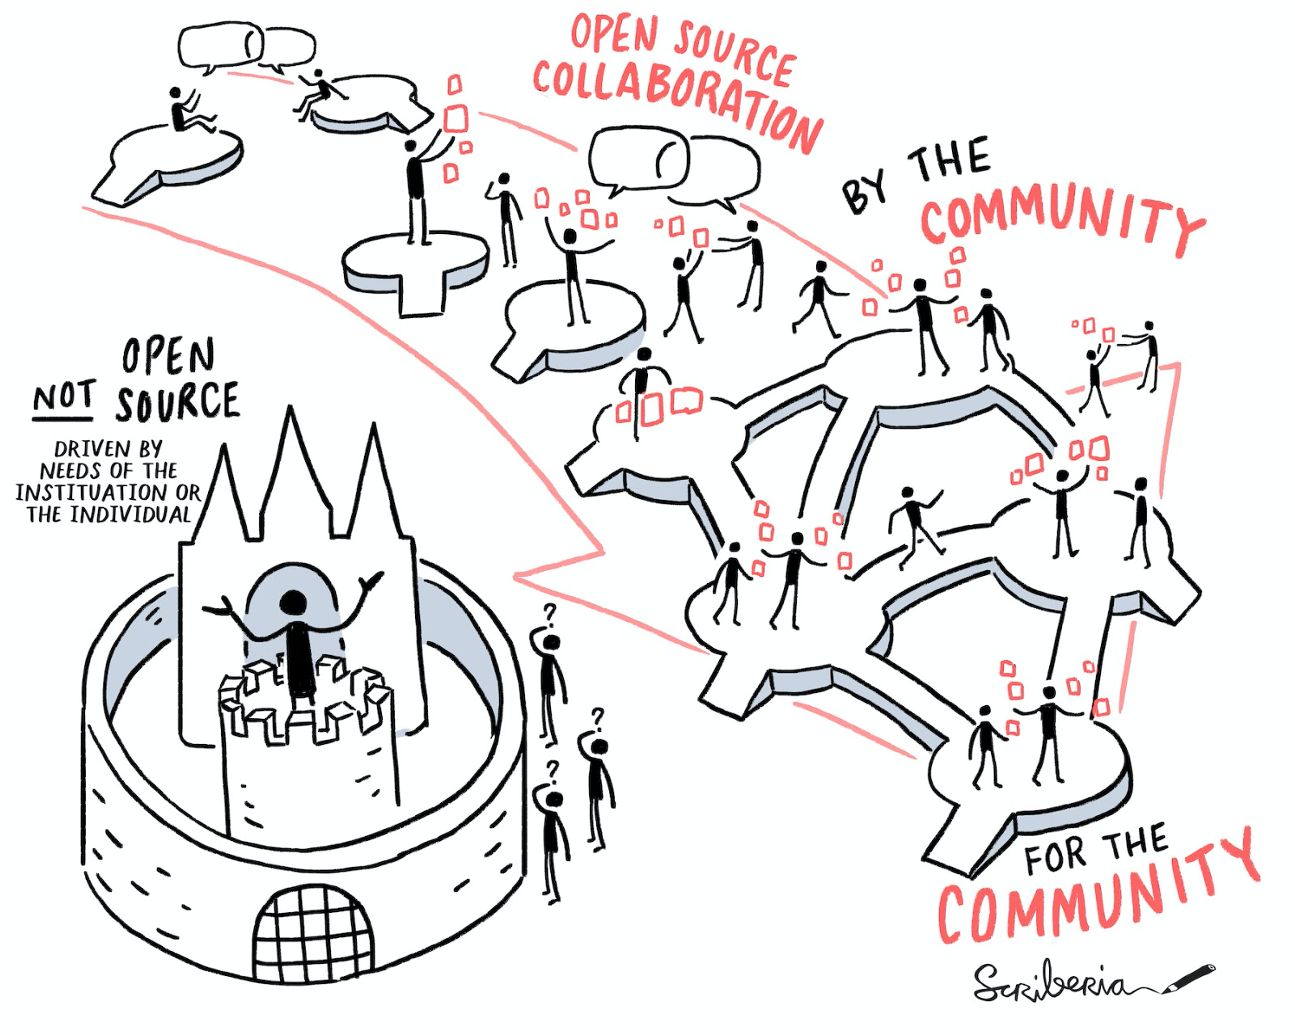 OPEN SOURCE
COLLABORATION
BY THE
COMMUNITY
OPEN
NOT SOURCE
DRIVEN BY
NEEDS OF THE
INSTITUATION OR
THE INDIVIDUAL
?
?
?
FOR THE
COMMUNITY
Scriberia